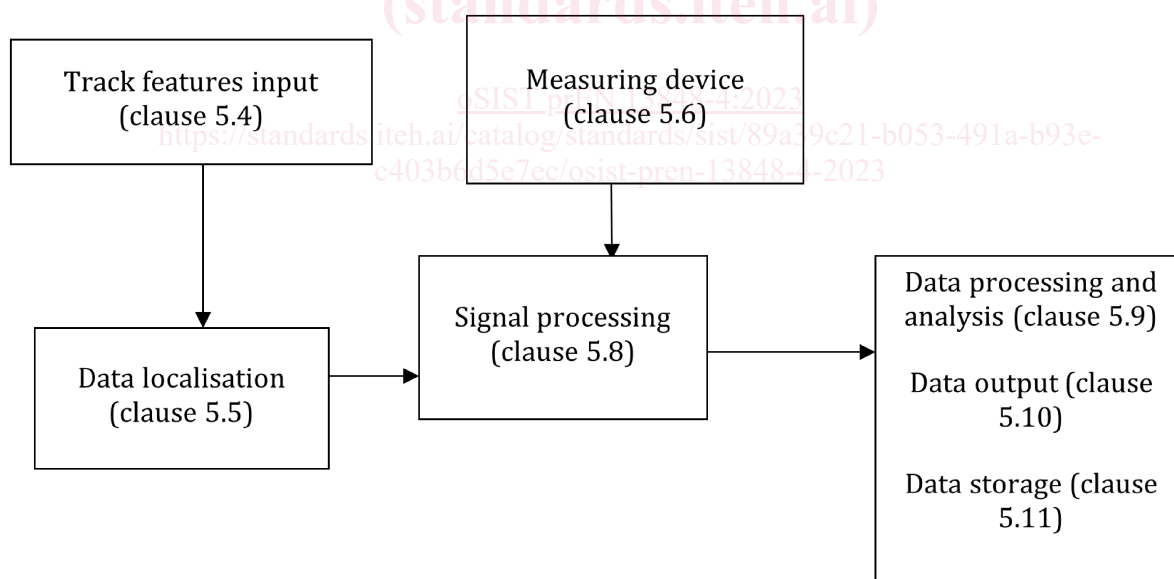 (standards.iteh.ai)
Track features input
(clause 5.4)
Measuring device
(clause 5.6)
oSIST prEN 13848-4:2023
https://standards.iteh.ai/catalog/standards/sist/89a39c21-b053-491a-b93e-
c403b6d5e7ec/osist-pren-13848-4-2023
Signal processing
(clause 5.8)
Data processing and
analysis (clause 5.9)
Data output (clause
5.10)
Data storage (clause
5.11)
Data localisation
(clause 5.5)